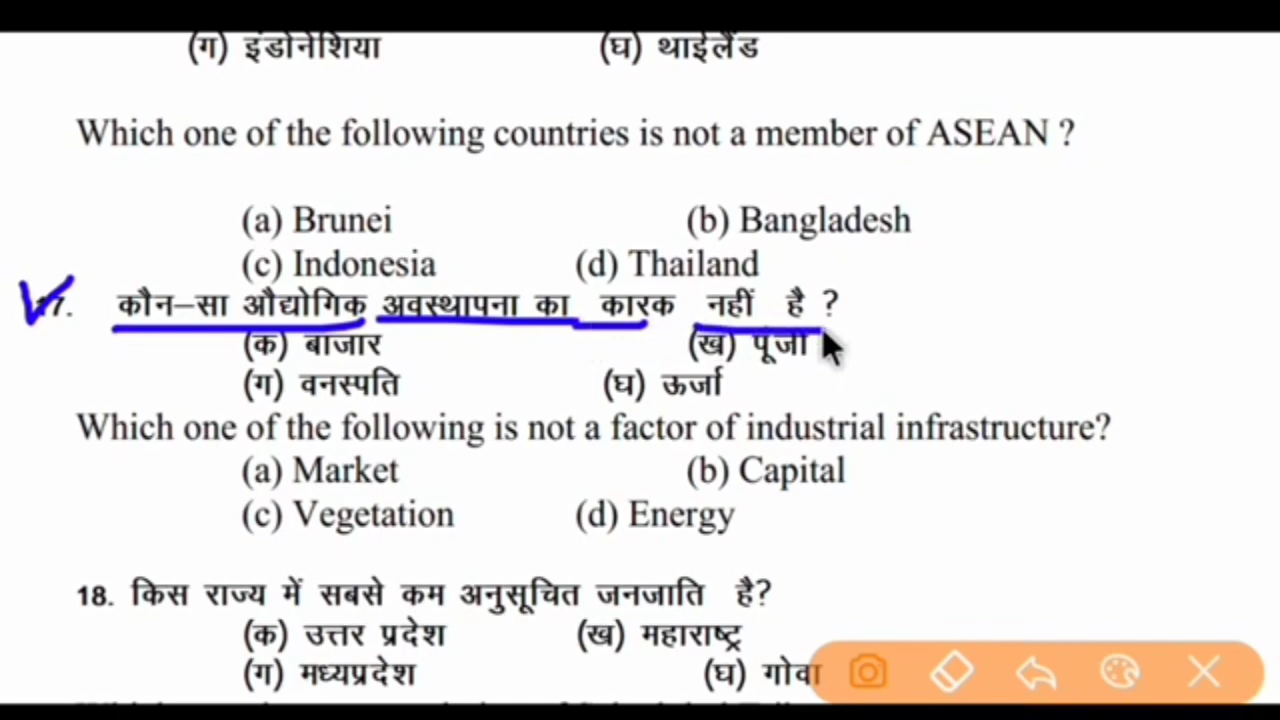 (ग) इंडोनेशिया (घ) थाईलैंड
Which one of the following countries is not a member of ASEAN ?
(a) Brunei (b) Bangladesh
(c) Indonesia (d) Thailand
17. कौन–सा औद्योगिक अवस्थापना का कारक नहीं है ?
(क) बाजार (ख) पूंजी
(ग) वनस्पति (घ) ऊर्जा
Which one of the following is not a factor of industrial infrastructure?
(a) Market (b) Capital
(c) Vegetation (d) Energy
18. किस राज्य में सबसे कम अनुसूचित जनजाति है?
(क) उत्तर प्रदेश (ख) महाराष्ट्र
(ग) मध्यप्रदेश (घ) गोवा